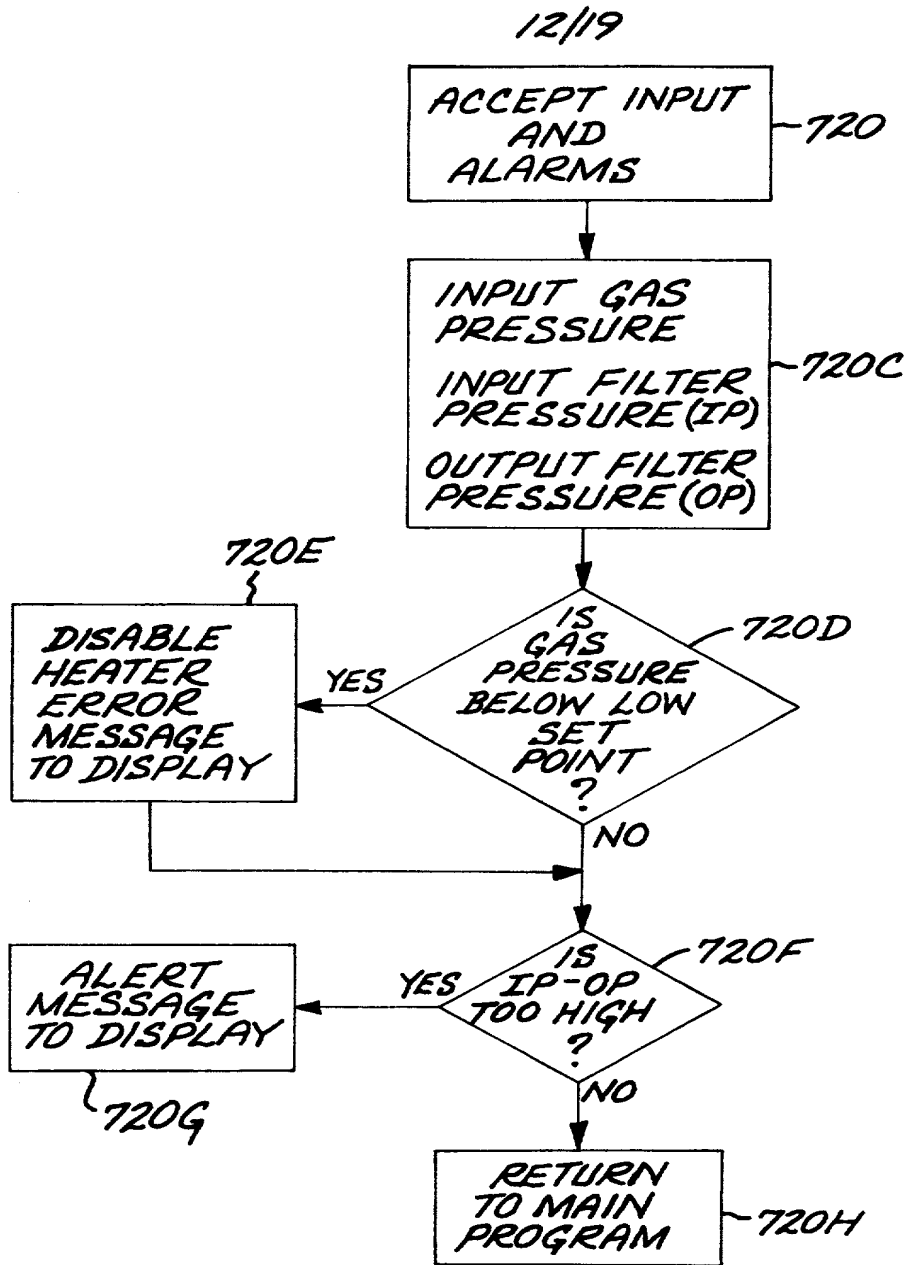 12/19
ACCEPT INPUT
AND
ALARMS
720
INPUT GAS
PRESSURE
INPUT FILTER
PRESSURE (IP)
OUTPUT FILTER
PRESSURE (OP)
720C
720E
DISABLE
HEATER
ERROR
MESSAGE
TO DISPLAY
YES
IS
GAS
PRESSURE
BELOW LOW
SET
POINT
?
720D
NO
ALERT
MESSAGE
TO DISPLAY
720G
YES
IS
IP-OP
TOO HIGH
?
720F
NO
RETURN
TO MAIN
PROGRAM
720H